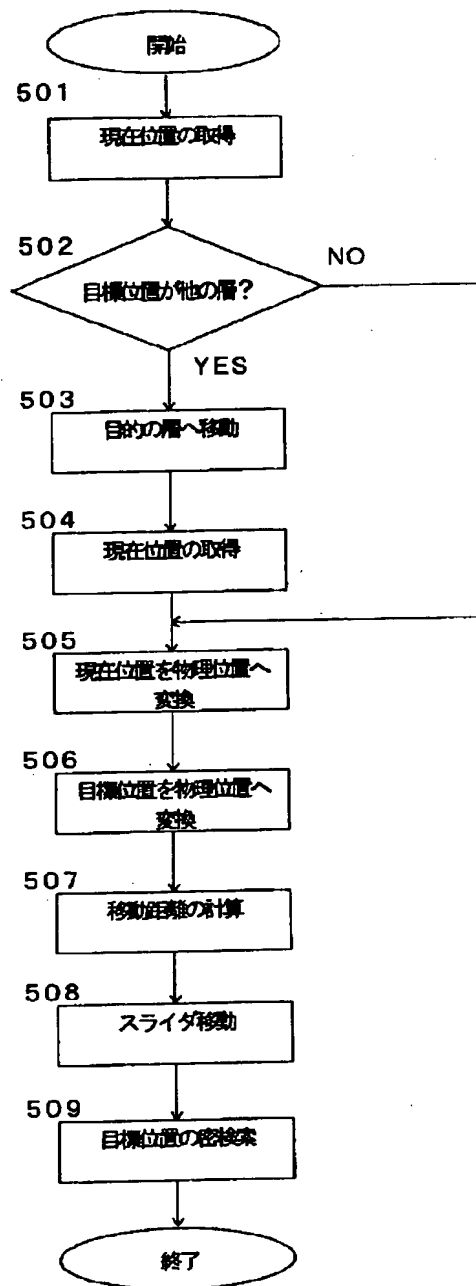 開始
501
現在位置の取得
502
NO
目標位置が他の層?
YES
503
目的の層へ移動
504
現在位置の取得
505
現在位置を物理位置へ
変換
506
目標位置を物理位置へ
変換
507
移動距離の計算
508
スライダ移動
509
目標位置の密検索
終了